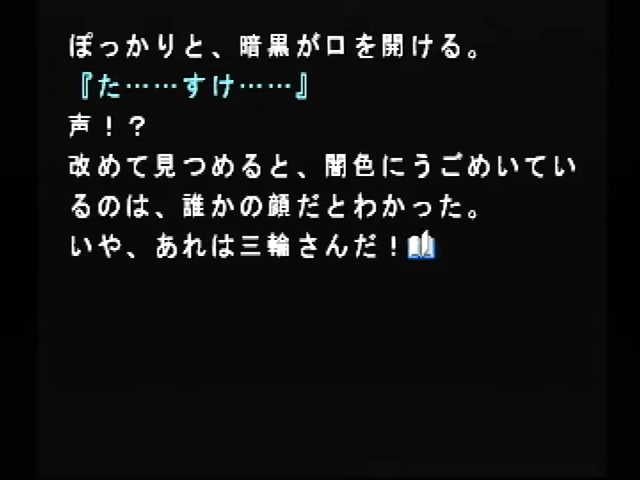 ぽっかりと、暗黒が口を開ける。
『た……すけ……』
声！？
改めて見つめると、闇色にうごめいてい
るのは、誰かの顔だとわかった。
いや、あれは三輪さんだ！